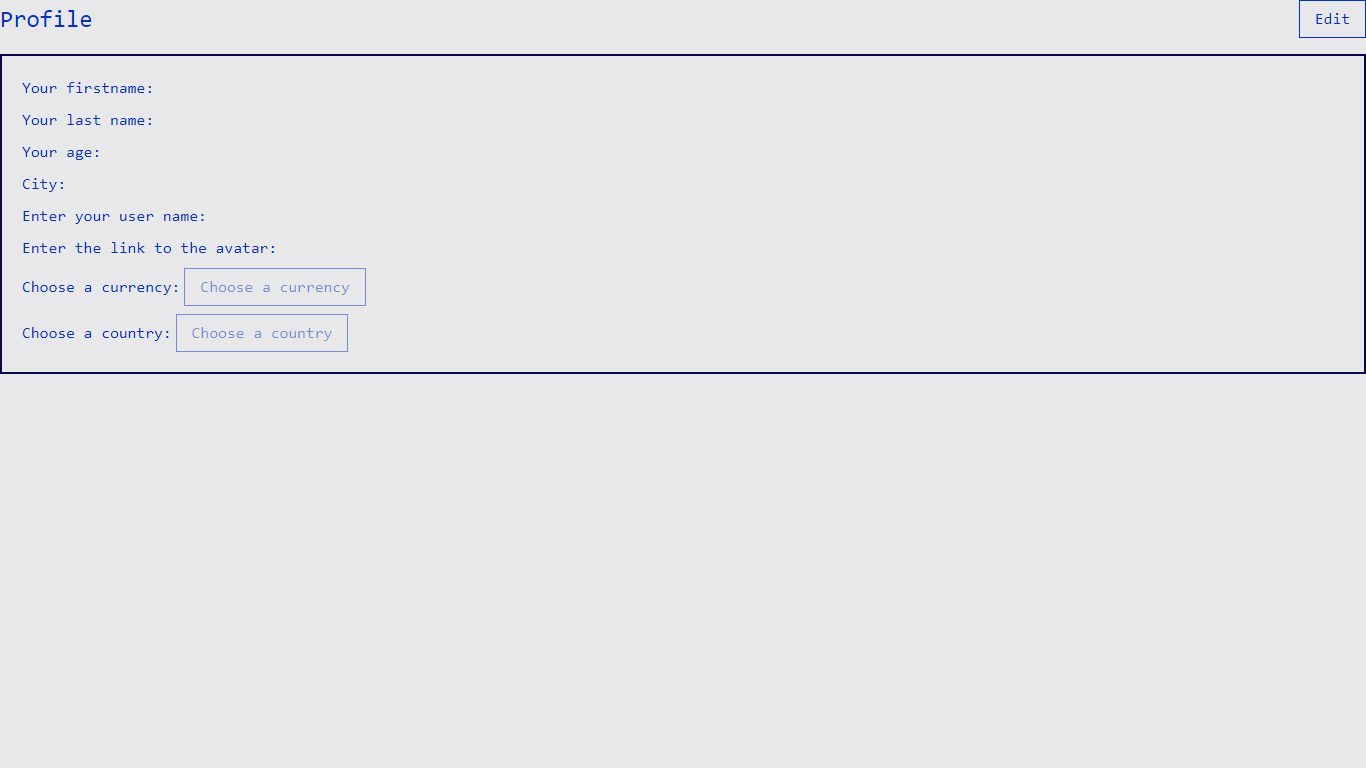 Profile
Edit
Your firstname:
Your last name:
Your age:
City:
Enter your user name:
Enter the link to the avatar:
Choose a currency: Choose a currency
Choose a country: Choose a country